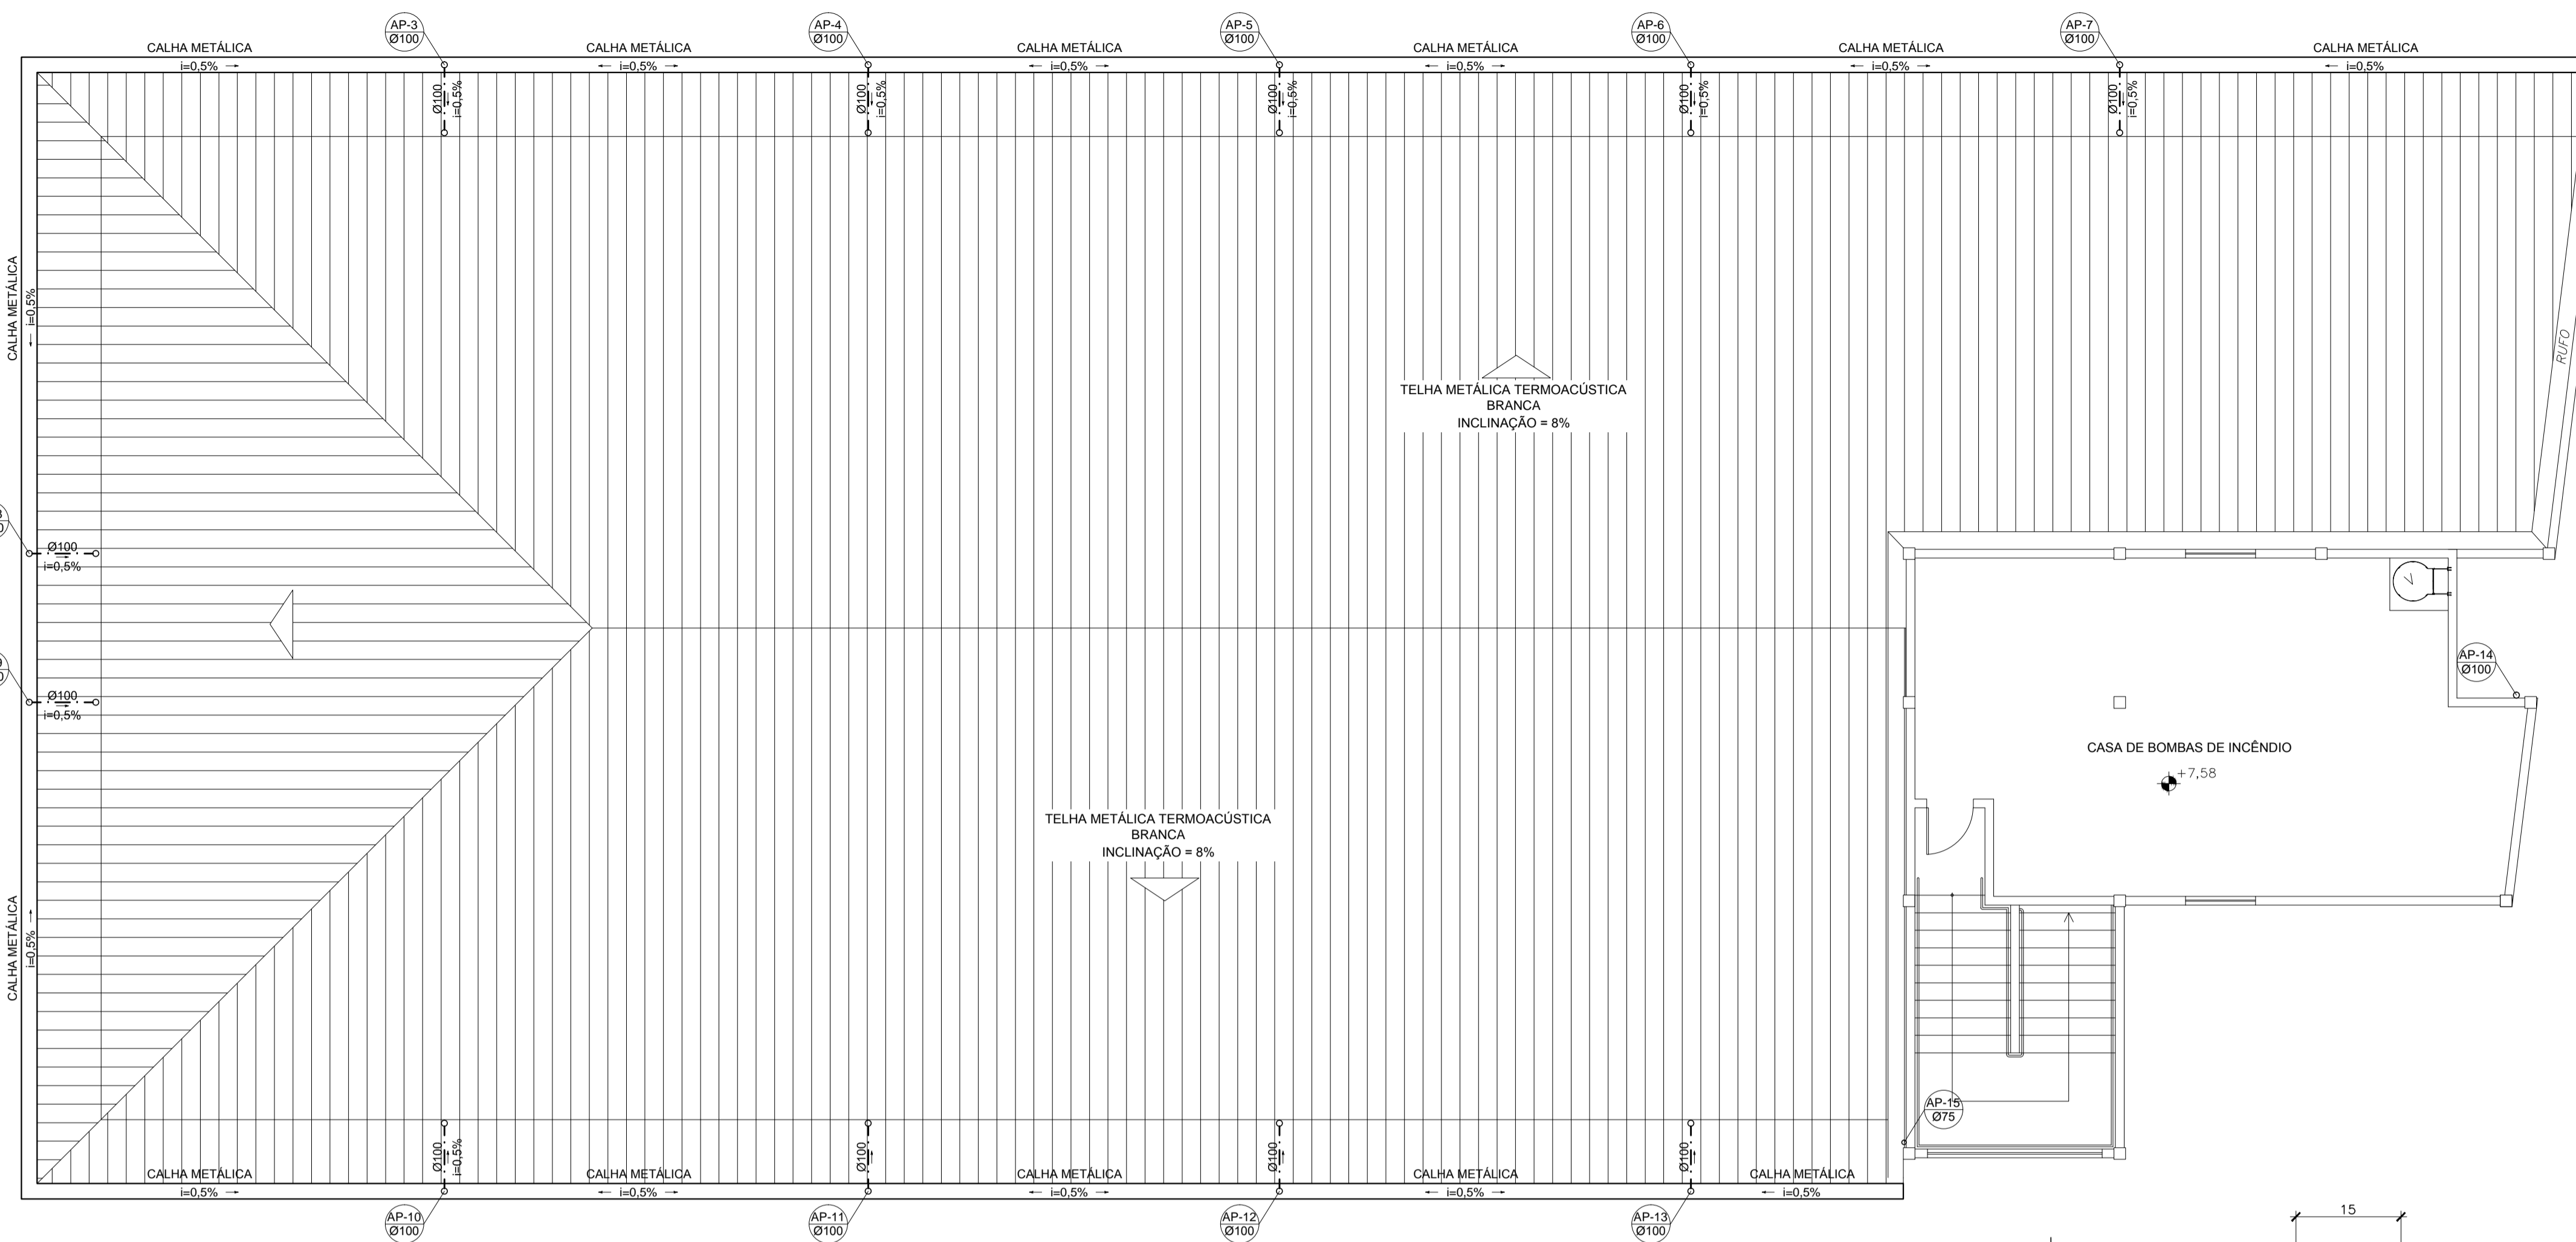 AP-3
Ø100
AP-4
Ø100
AP-5
Ø100
AP-6
Ø100
AP-7
Ø100
CALHA METÁLICA
CALHA METÁLICA
CALHA METÁLICA
CALHA METÁLICA
CALHA METÁLICA
CALHA METÁLICA
i=0,5%
i=0,5%
i=0,5%
i=0,5%
i=0,5%
i=0,5%
Ø100
i=0,5%
Ø100
i=0,5%
Ø100
i=0,5%
Ø100
i=0,5%
Ø100
i=0,5%
CALHA METÁLICA
i=0,5%
RUFO
TELHA METÁLICA TERMOACÚSTICA
BRANCA
INCLINAÇÃO = 8%
Ø100
i=0,5%
Ø100
i=0,5%
V
AP-14
Ø100
CASA DE BOMBAS DE INCÊNDIO
+7,58
TELHA METÁLICA TERMOACÚSTICA
BRANCA
INCLINAÇÃO = 8%
CALHA METÁLICA
i=0,5%
AP-15
Ø75
Ø100
i=0,5%
Ø100
Ø100
Ø100
CALHA METÁLICA
CALHA METÁLICA
CALHA METÁLICA
CALHA METÁLICA
CALHA METÁLICA
i=0,5%
i=0,5%
i=0,5%
i=0,5%
i=0,5%
AP-10
Ø100
AP-11
Ø100
AP-12
Ø100
AP-13
Ø100
15